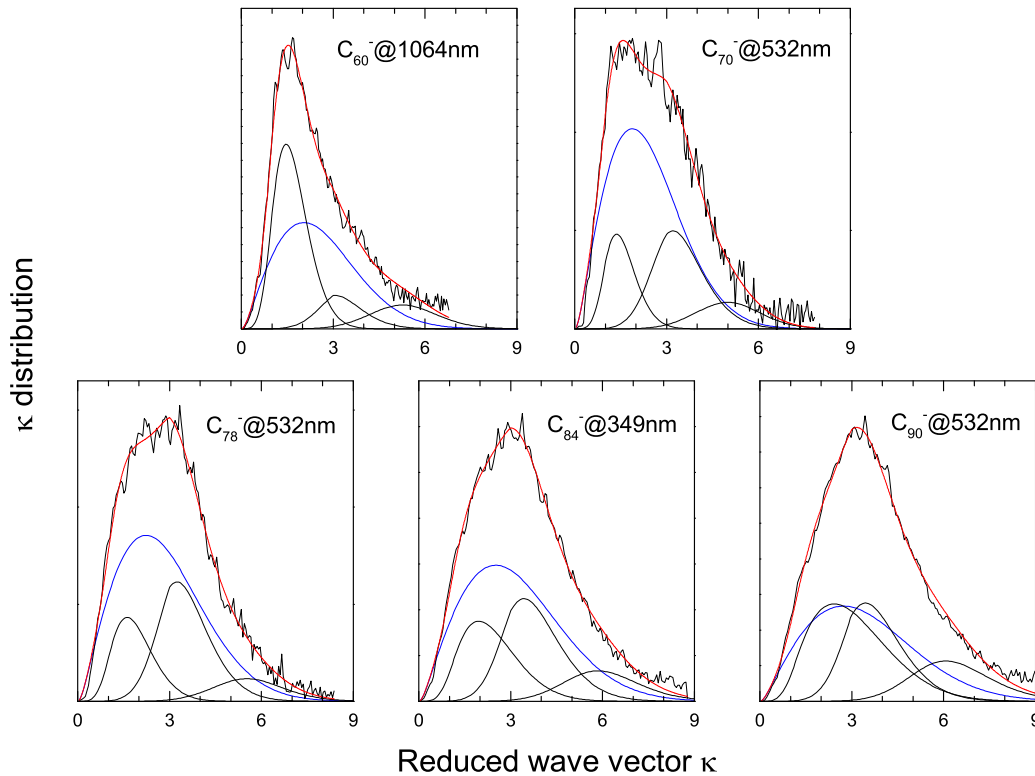 C60-@1064nm
C70-@532nm
0 3 6 9
0 3 6 9
κ distribution
C78-@532nm
C84-@349nm
C90-@532nm
0 3 6 9
0 3 6 9
0 3 6 9
Reduced wave vector κ